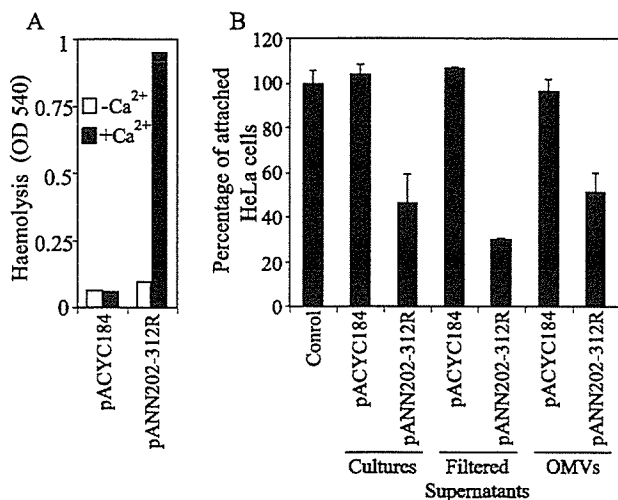 A
Haemolysis (OD 540)
1
0.75
0.5
0.25
0
-Ca2+
+Ca2+
pACYC184
pANN202-312R
B
Percentage of attached
HeLa cells
120
100
80
60
40
20
0
Conrol
pACYC184
pANN202-312R
pACYC184
pANN202-312R
pACYC184
pANN202-312R
Cultures
Filtered
Supernatants
OMVs